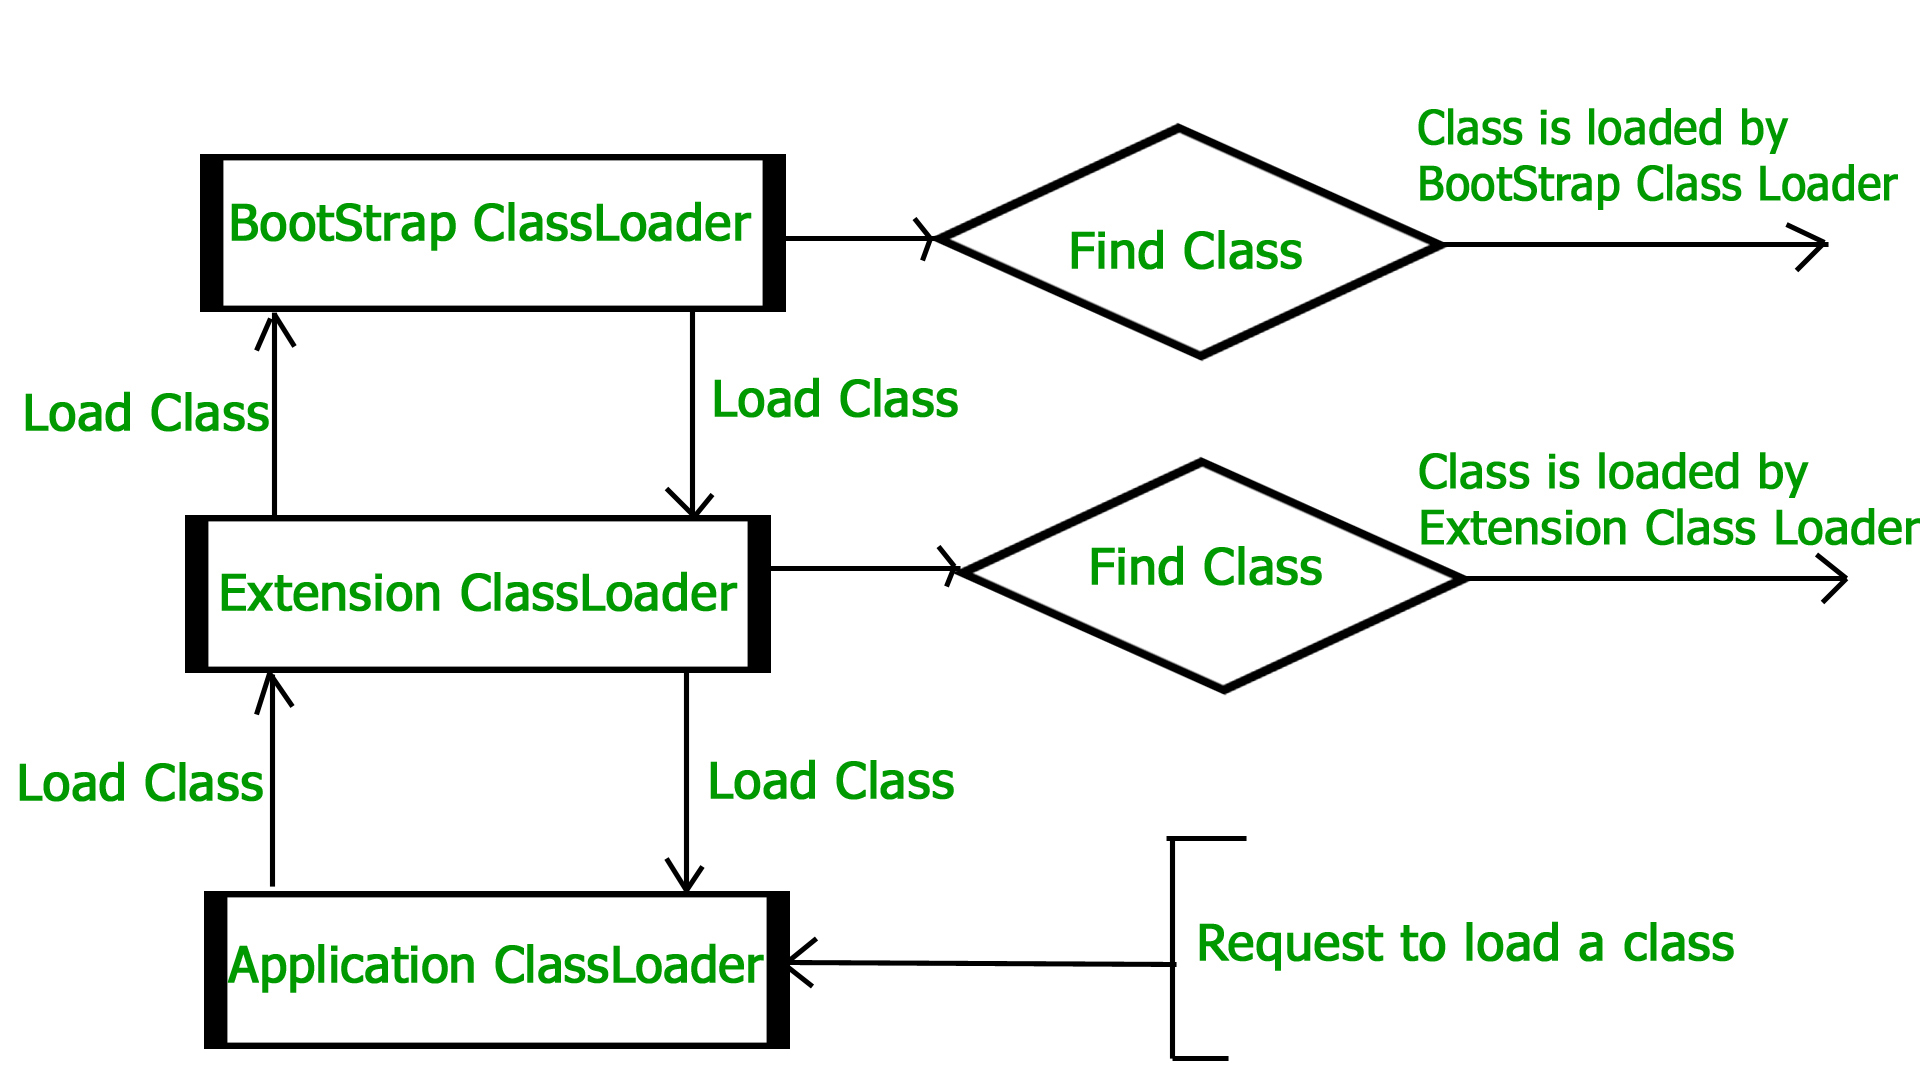 Class is loaded by
BootStrap Class Loader
BootStrap ClassLoader
Find Class
Load Class
Load Class
Class is loaded by
Extension Class Loader
Extension ClassLoader
Find Class
Load Class
Load Class
Application ClassLoader
Request to load a class